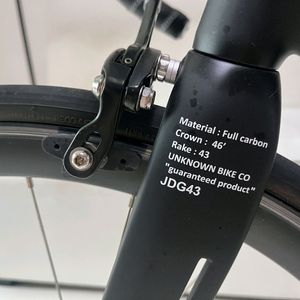 Material : Full carbon
Crown : 46'
Rake : 43
UNKNOWN BIKE CO
"guaranteed product"
JDG43